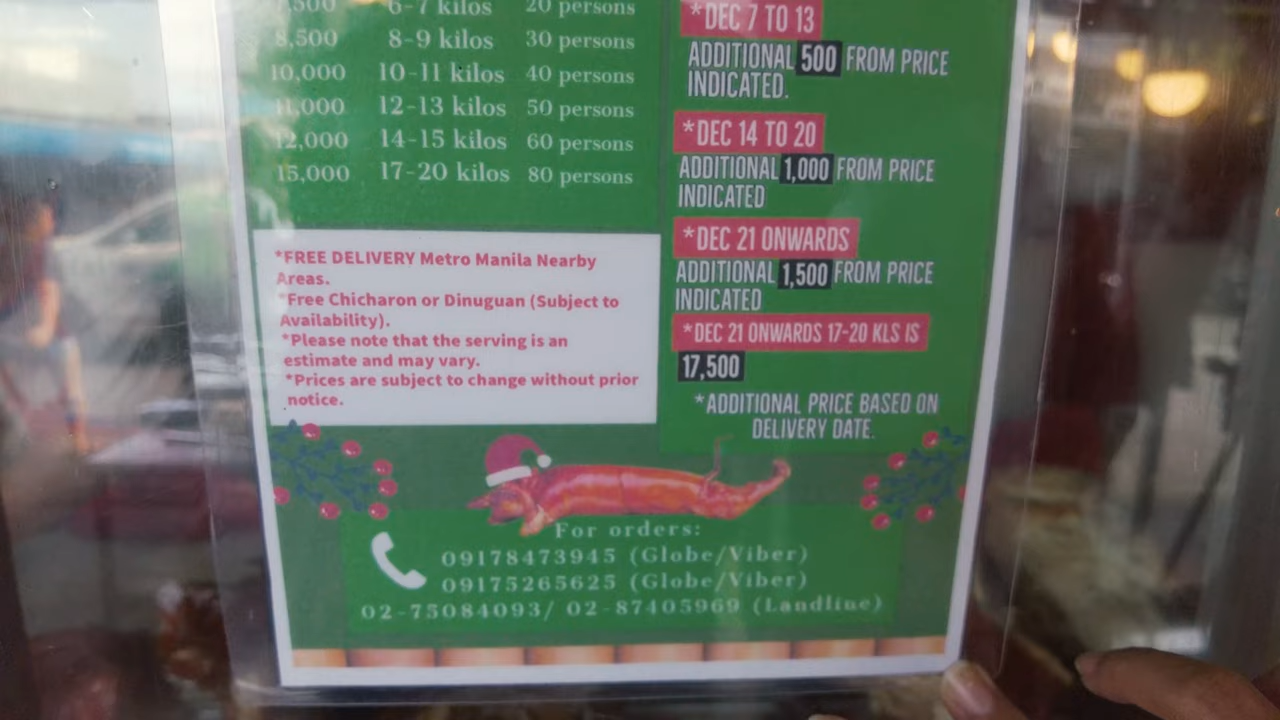 6-7 kilos 20 persons
8,500 8-9 kilos 30 persons
10,000 10-11 kilos 40 persons
11,000 12-13 kilos 50 persons
12,000 14-15 kilos 60 persons
15,000 17-20 kilos 80 persons
*FREE DELIVERY Metro Manila Nearby
Areas.
*Free Chicharon or Dinuguan (Subject to
Availability).
*Please note that the serving is an
estimate and may vary.
*Prices are subject to change without prior
notice.
*DEC 7 TO 13
ADDITIONAL 500 FROM PRICE
INDICATED.
*DEC 14 TO 20
ADDITIONAL 1,000 FROM PRICE
INDICATED
*DEC 21 ONWARDS
ADDITIONAL 1,500 FROM PRICE
INDICATED
*DEC 21 ONWARDS 17-20 KLS IS
17,500
*ADDITIONAL PRICE BASED ON
DELIVERY DATE.
For orders:
09178473945 (Globe/Viber)
09175265625 (Globe/Viber)
02-75084093/ 02-87405969 (Landline)